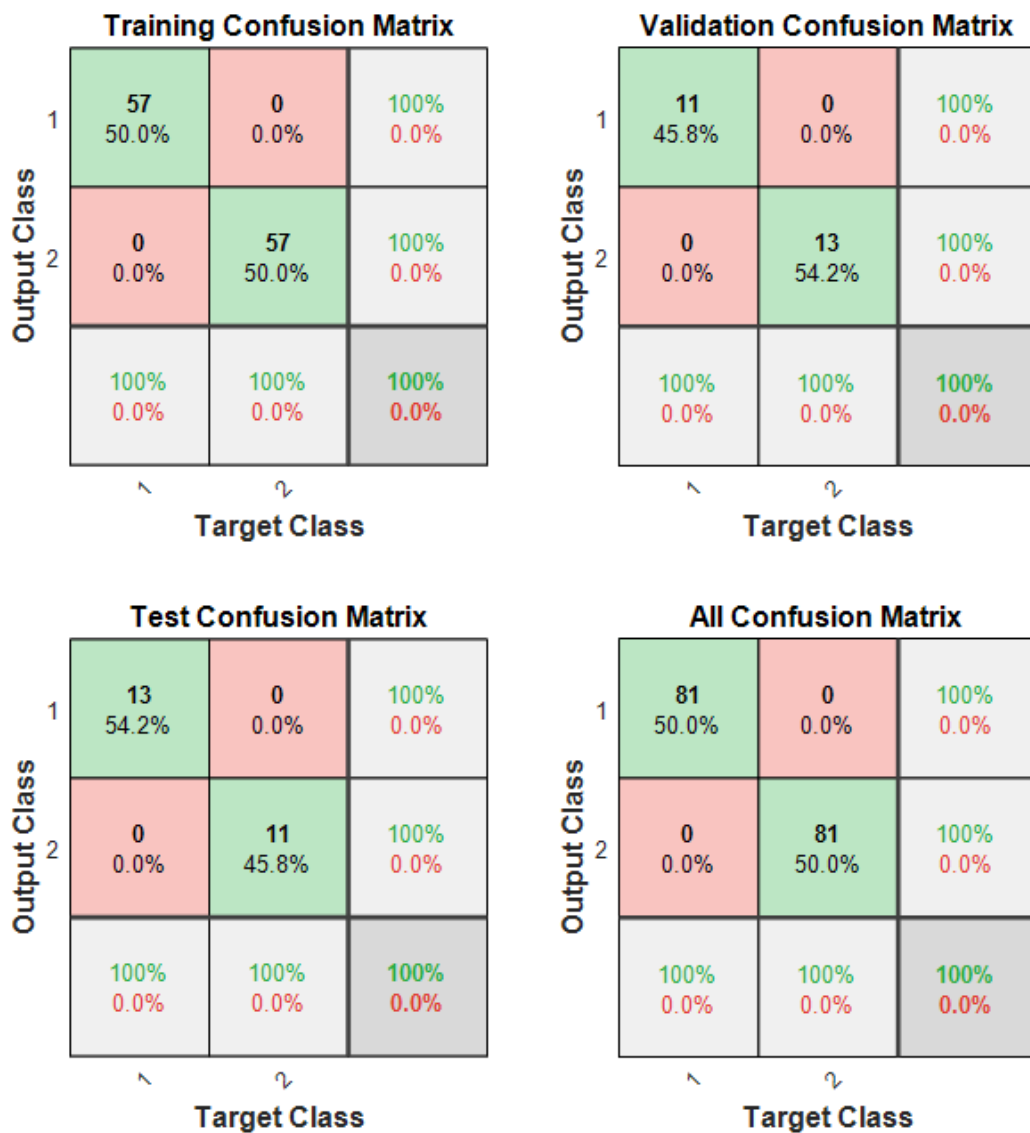 Training Confusion Matrix
Output Class
1
57 0 100%
50.0% 0.0% 0.0%
2
0 57 100%
0.0% 50.0% 0.0%
100% 100% 100%
0.0% 0.0% 0.0%
1 2
Target Class
Validation Confusion Matrix
Output Class
1
11 0 100%
45.8% 0.0% 0.0%
2
0 13 100%
0.0% 54.2% 0.0%
100% 100% 100%
0.0% 0.0% 0.0%
1 2
Target Class
Test Confusion Matrix
Output Class
1
13 0 100%
54.2% 0.0% 0.0%
2
0 11 100%
0.0% 45.8% 0.0%
100% 100% 100%
0.0% 0.0% 0.0%
1 2
Target Class
All Confusion Matrix
Output Class
1
81 0 100%
50.0% 0.0% 0.0%
2
0 81 100%
0.0% 50.0% 0.0%
100% 100% 100%
0.0% 0.0% 0.0%
1 2
Target Class